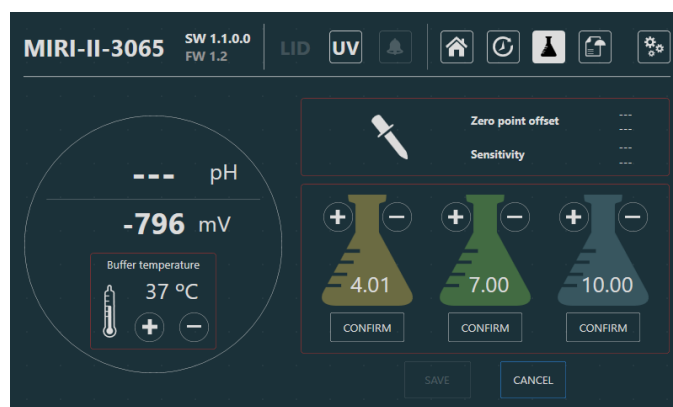 MIRI-II-3065
SW 1.1.0.0
FW 1.2
LID
UV
--- pH
-796 mV
Buffer temperature
37 ºC
Zero point offset
---
---
Sensitivity
---
---
4.01
7.00
10.00
CONFIRM
CONFIRM
CONFIRM
SAVE
CANCEL